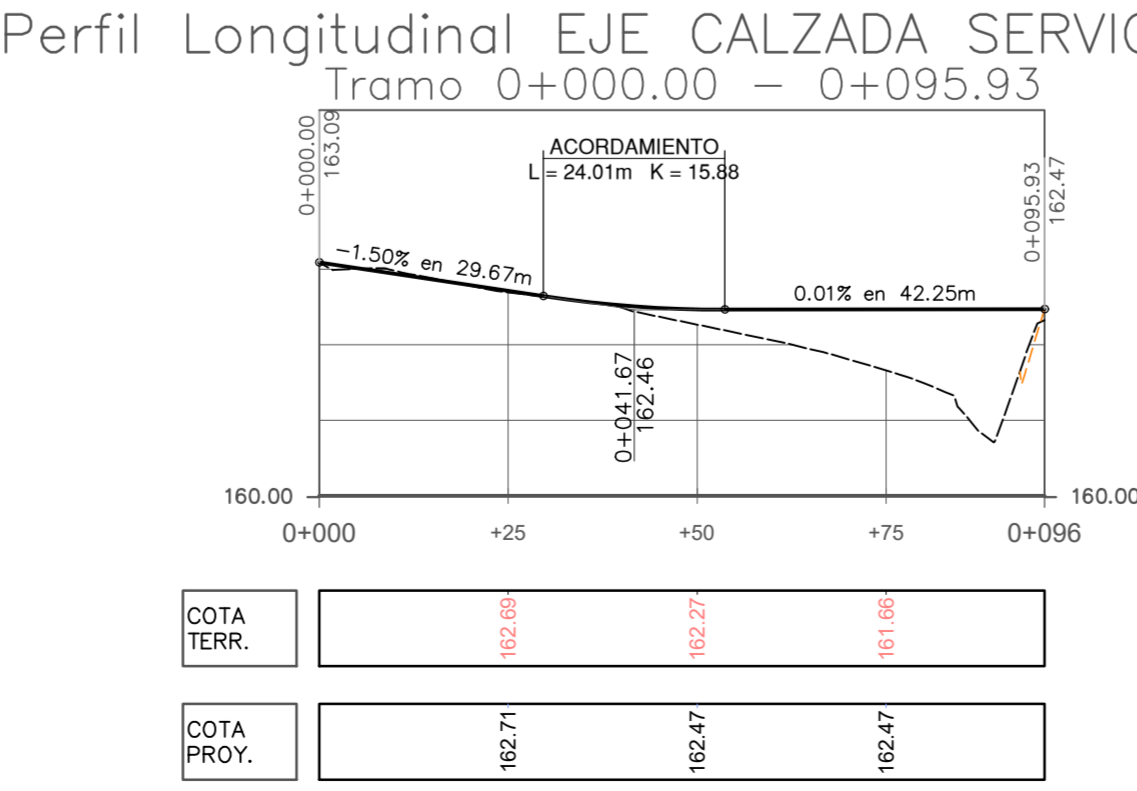 Perfil Longitudinal EJE CALZADA SERVIC
Tramo 0+000.00 – 0+095.93
0+000.00
163.09
ACORDAMIENTO
L = 24.01m K = 15.88
0+095.93
162.47
−1.50% en 29.67m
0.01% en 42.25m
0+041.67
162.46
160.00
160.00
0+000
+25
+50
+75
0+096
COTA
TERR.
162.69
162.27
161.66
COTA
PROY.
162.71
162.47
162.47